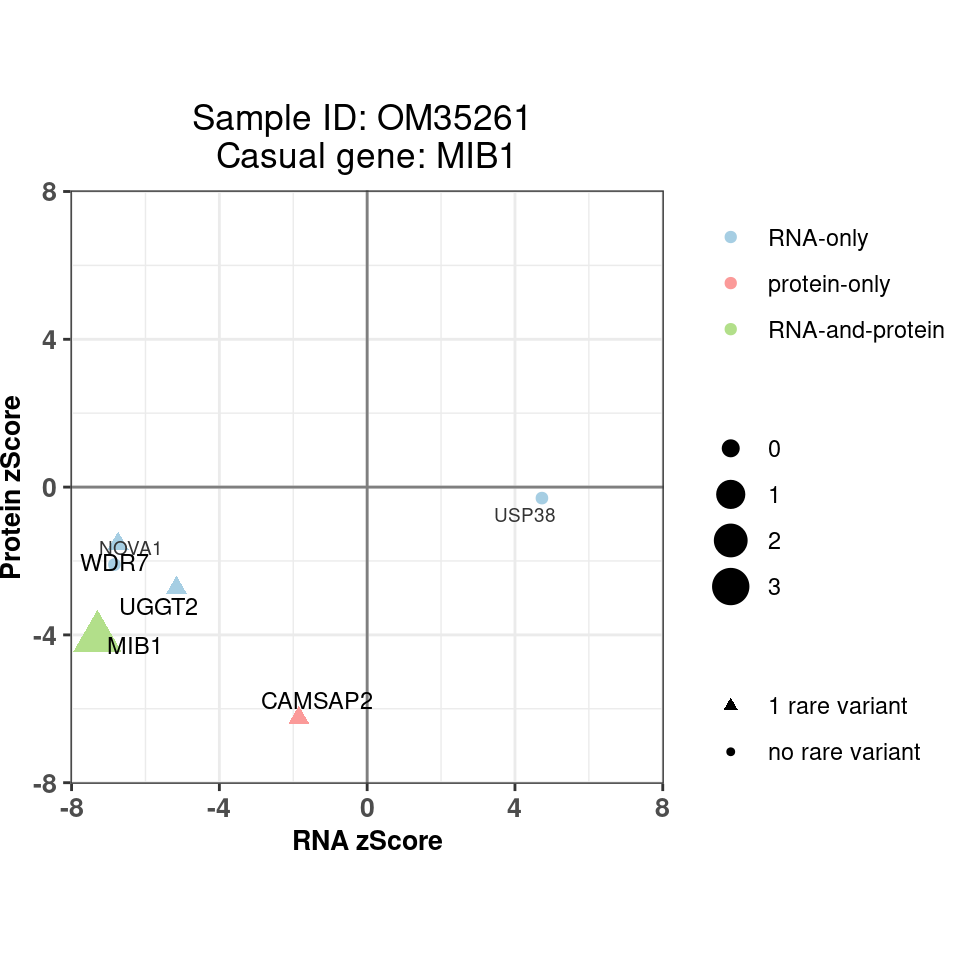 Sample ID: OM35261
Casual gene: MIB1
8
4
0
-4
-8
Protein zScore
-8
-4
0
4
8
RNA zScore
USP38
NOVA1
WDR7
UGGT2
MIB1
CAMSAP2
RNA-only
protein-only
RNA-and-protein
0
1
2
3
1 rare variant
no rare variant